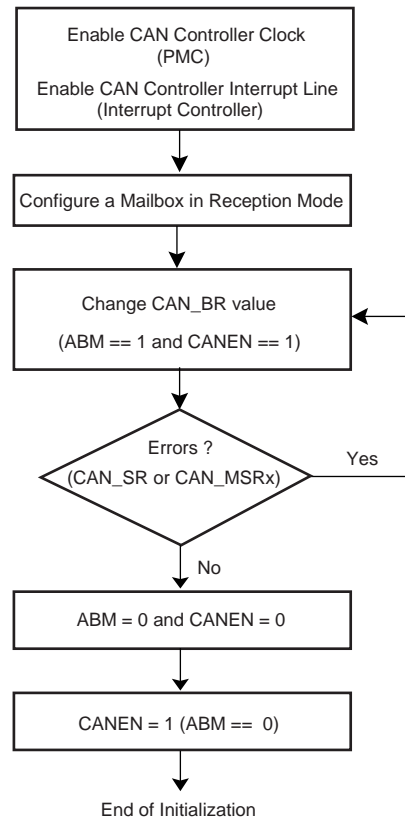 Enable CAN Controller Clock
(PMC)
Enable CAN Controller Interrupt Line
(Interrupt Controller)
Configure a Mailbox in Reception Mode
Change CAN_BR value
(ABM == 1 and CANEN == 1)
Errors ?
(CAN_SR or CAN_MSRx)
Yes
No
ABM = 0 and CANEN = 0
CANEN = 1 (ABM == 0)
End of Initialization